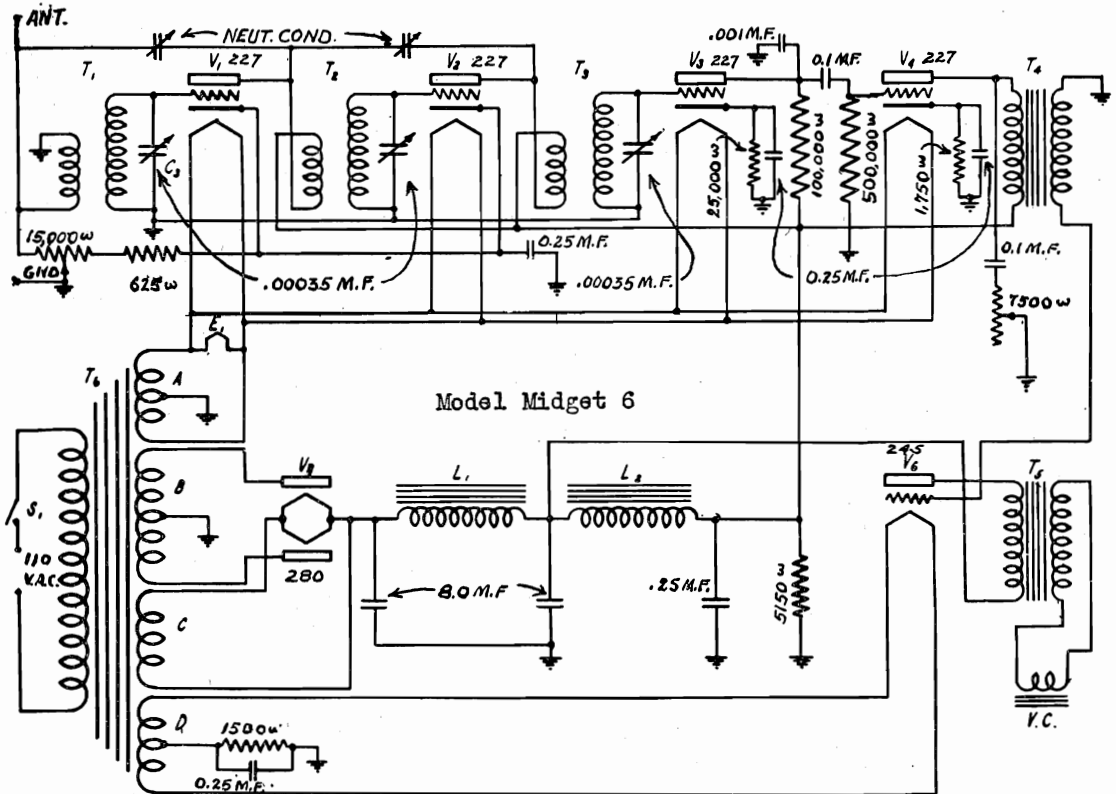 ANT.
NEUT. COND.
.001 M.F.
T1
V1 227
T2
V2 227
T3
V3 227
0.1 M.F.
V4 227
T4
C3
25,000 ω
100,000 ω
500,000 ω
1,750 ω
15,000 ω
GND
625 ω
.00035 M.F.
0.25 M.F.
.00035 M.F.
0.25 M.F.
0.1 M.F.
7500 ω
E1
T6
A
Model Midget 6
B
V8
L1
L2
245
V6
T5
S1
110
V.A.C.
280
C
8.0 M.F
.25 M.F.
5150 ω
D
1500 ω
0.25 M.F.
V.C.